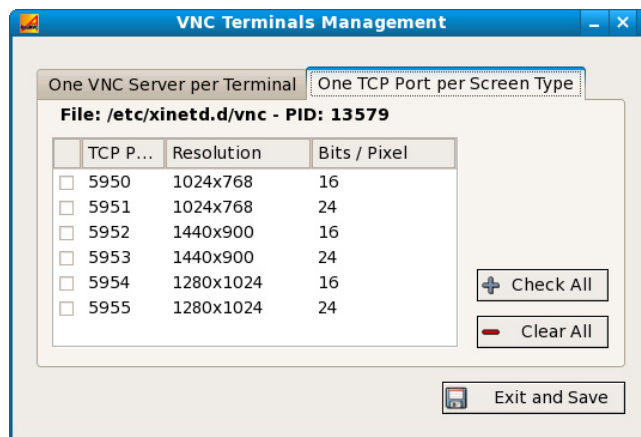 VNC Terminals Management
One VNC Server per Terminal One TCP Port per Screen Type
File: /etc/xinetd.d/vnc - PID: 13579
TCP P... Resolution Bits / Pixel
5950 1024x768 16
5951 1024x768 24
5952 1440x900 16
5953 1440x900 24
5954 1280x1024 16
5955 1280x1024 24
Check All
Clear All
Exit and Save